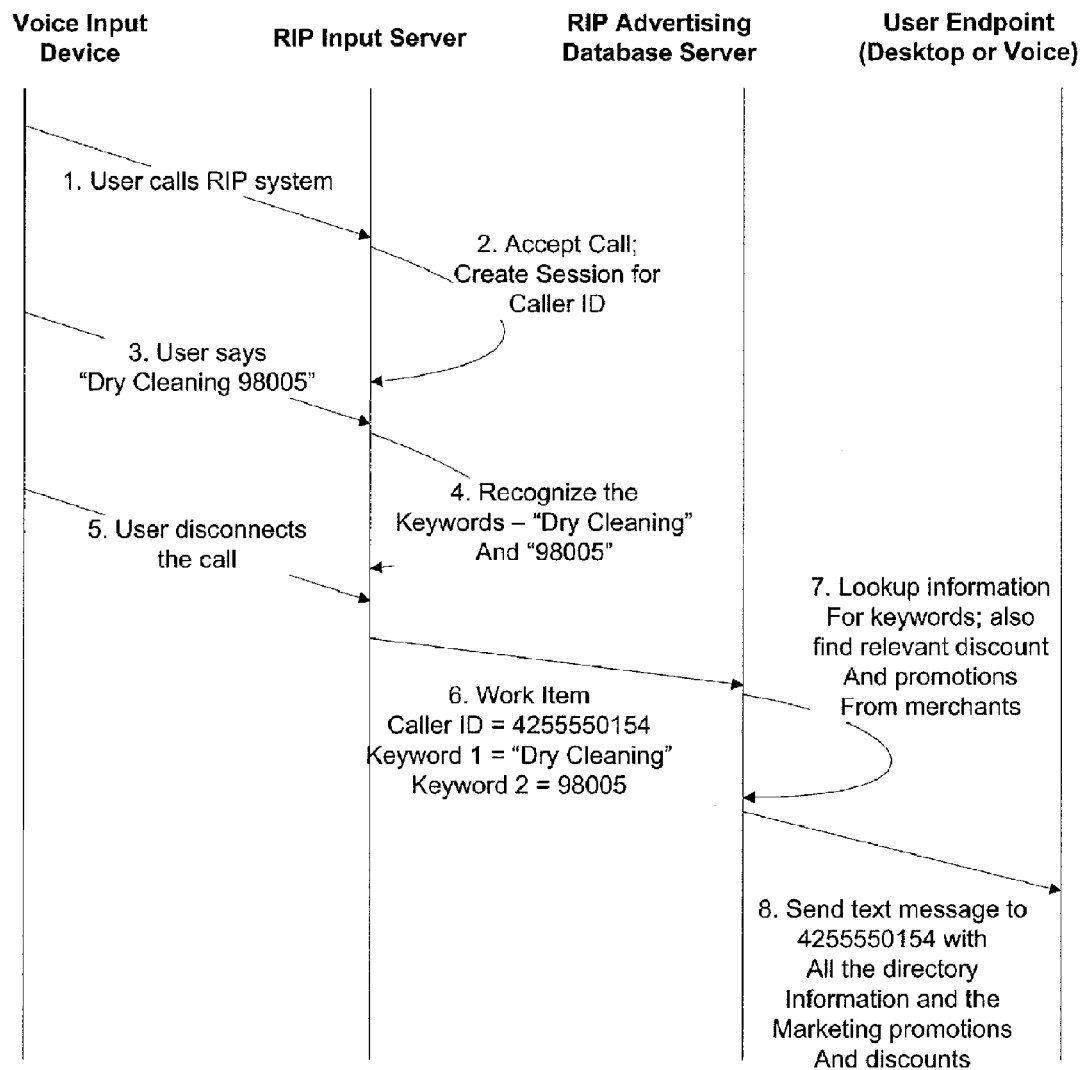 Voice Input
Device
RIP Input Server
RIP Advertising
Database Server
User Endpoint
(Desktop or Voice)
1. User calls RIP system
2. Accept Call;
Create Session for
Caller ID
3. User says
“Dry Cleaning 98005”
4. Recognize the
Keywords – “Dry Cleaning”
And “98005”
5. User disconnects
the call
6. Work Item
Caller ID = 4255550154
Keyword 1 = “Dry Cleaning”
Keyword 2 = 98005
7. Lookup information
For keywords; also
find relevant discount
And promotions
From merchants
8. Send text message to
4255550154 with
All the directory
Information and the
Marketing promotions
And discounts